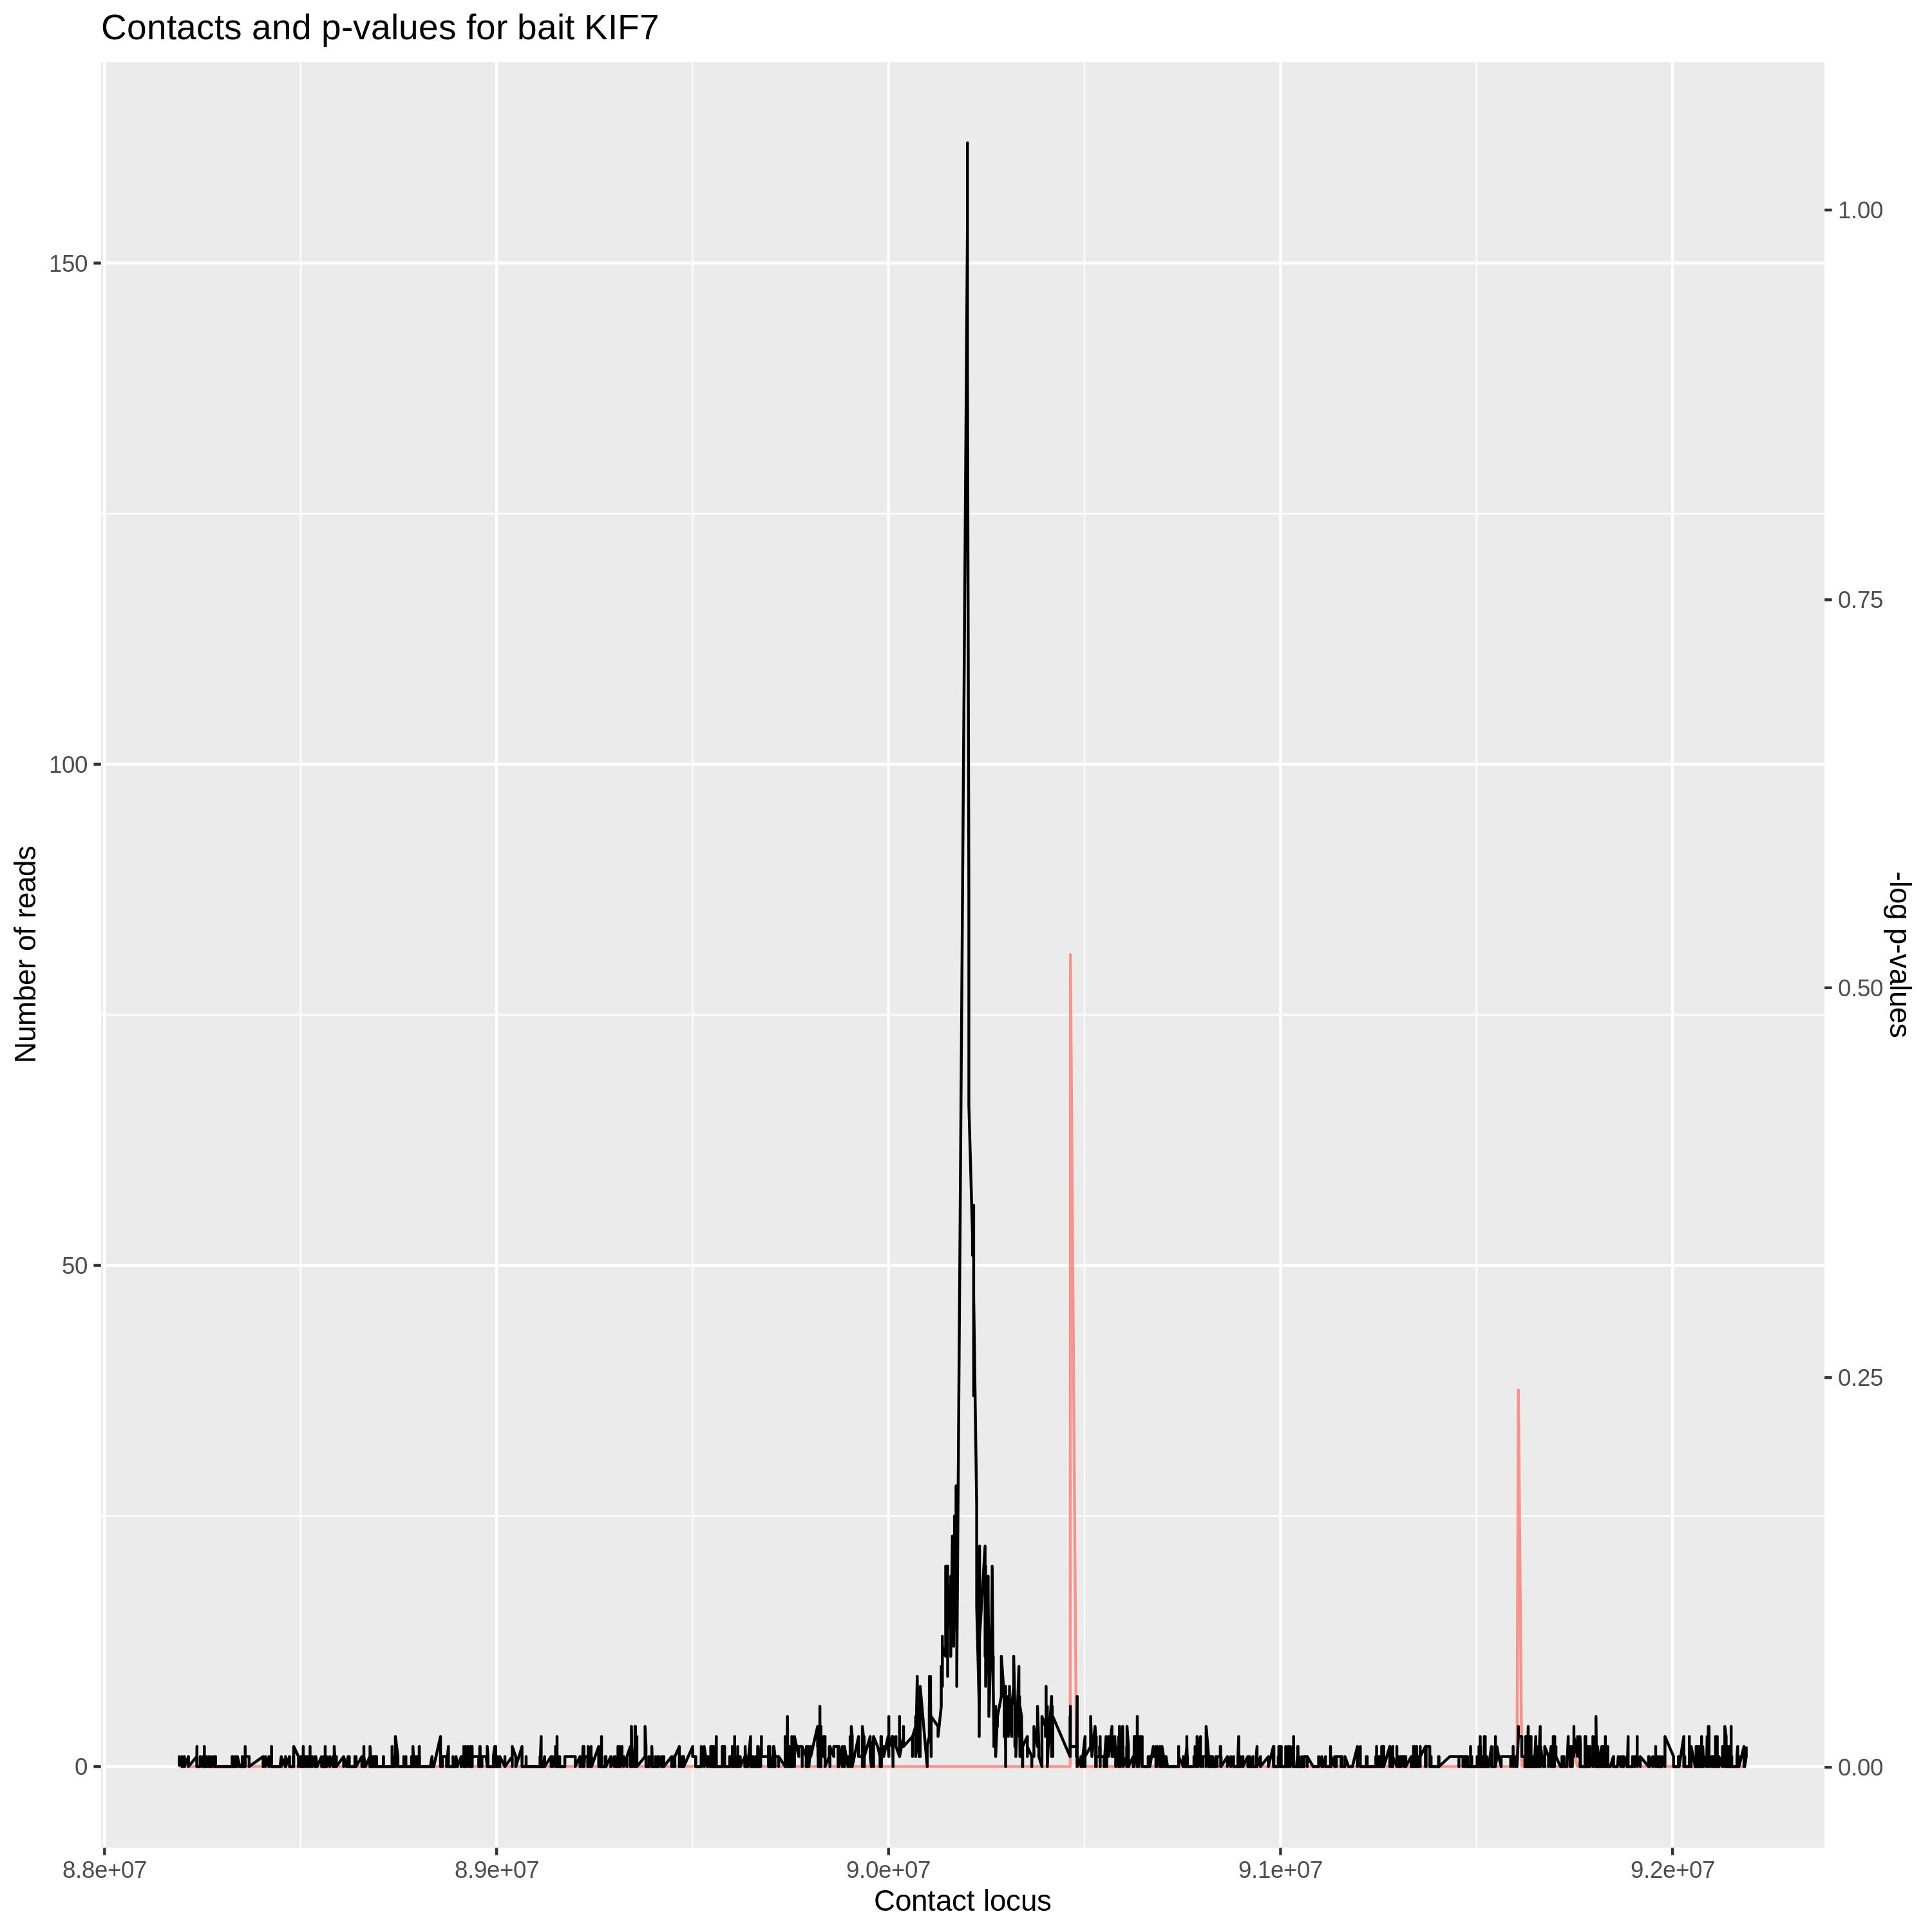 Contacts and p-values for bait KIF7
150
100
50
0
Number of reads
1.00
0.75
0.50
0.25
0.00
-log p-values
8.8e+07
8.9e+07
9.0e+07
9.1e+07
9.2e+07
Contact locus